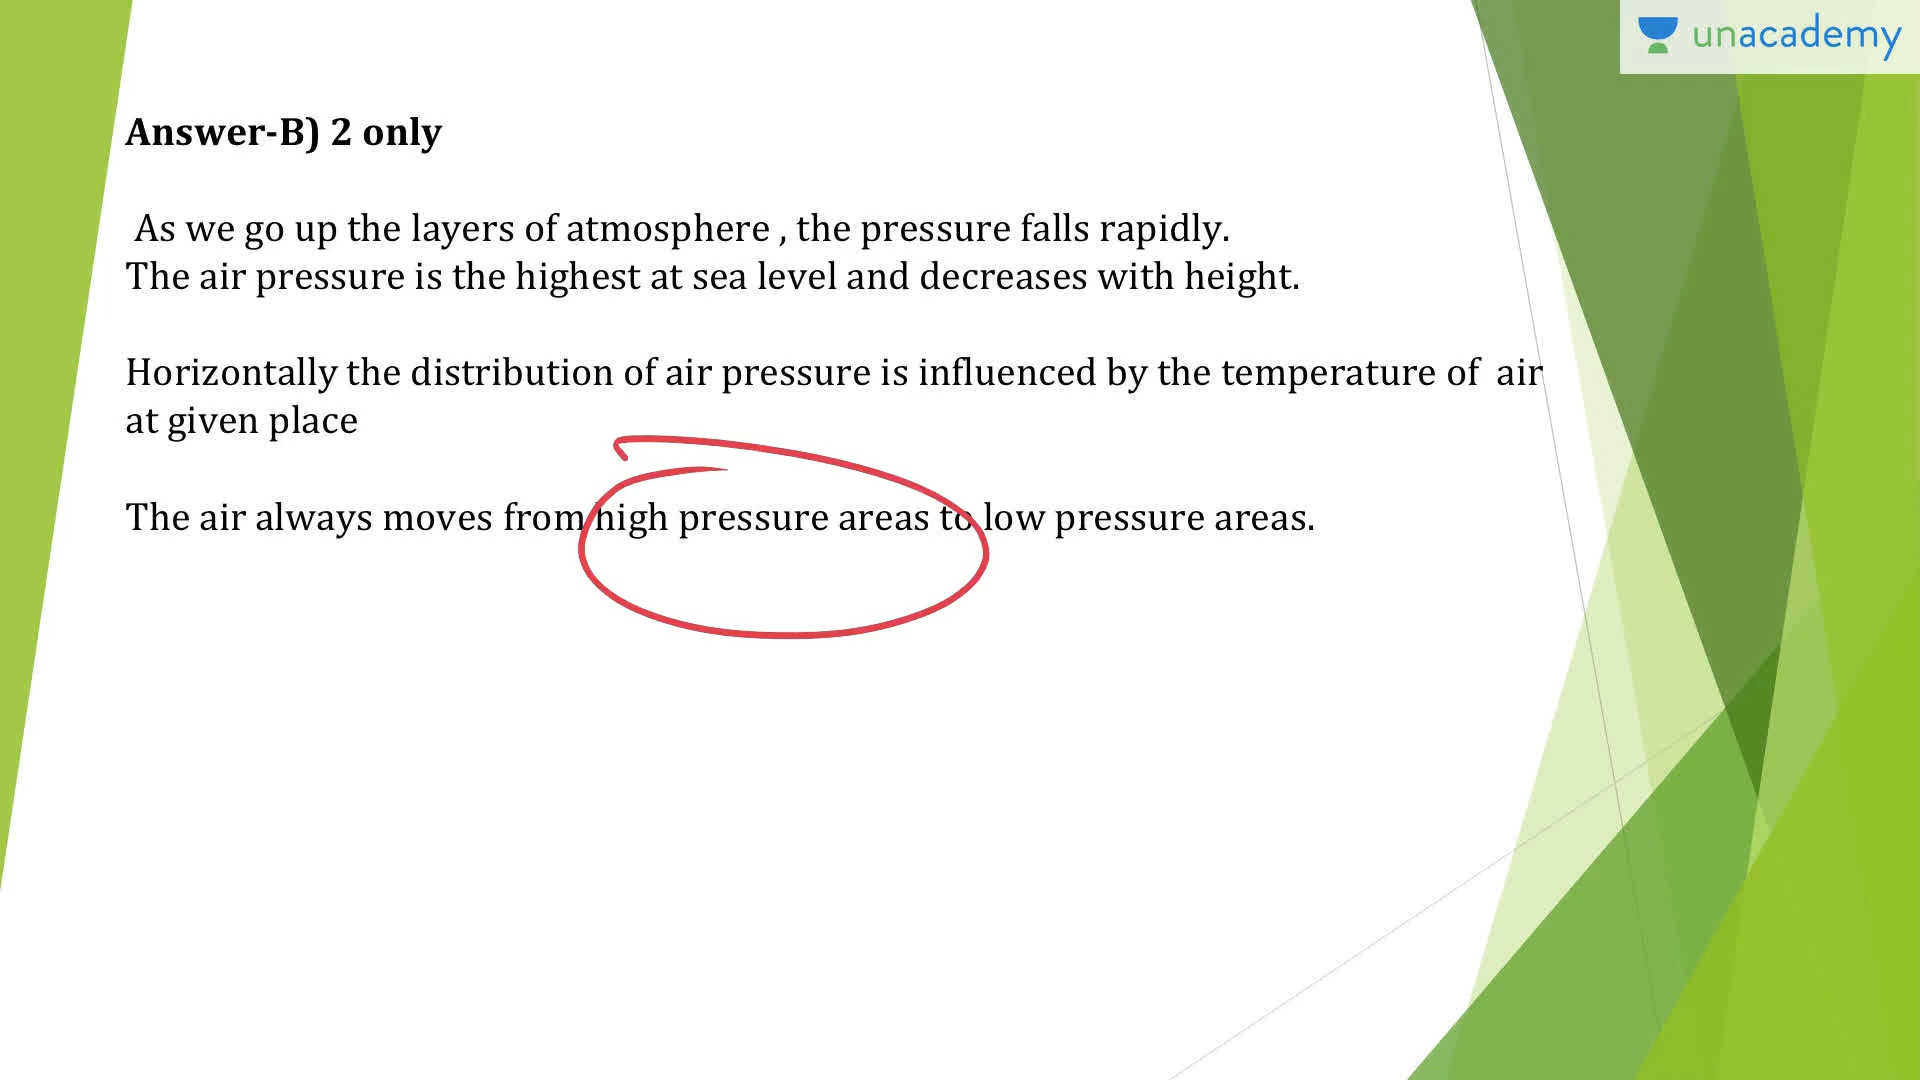 unacademy
Answer-B) 2 only
As we go up the layers of atmosphere , the pressure falls rapidly.
The air pressure is the highest at sea level and decreases with height.
Horizontally the distribution of air pressure is influenced by the temperature of  air
at given place
The air always moves from high pressure areas to low pressure areas.